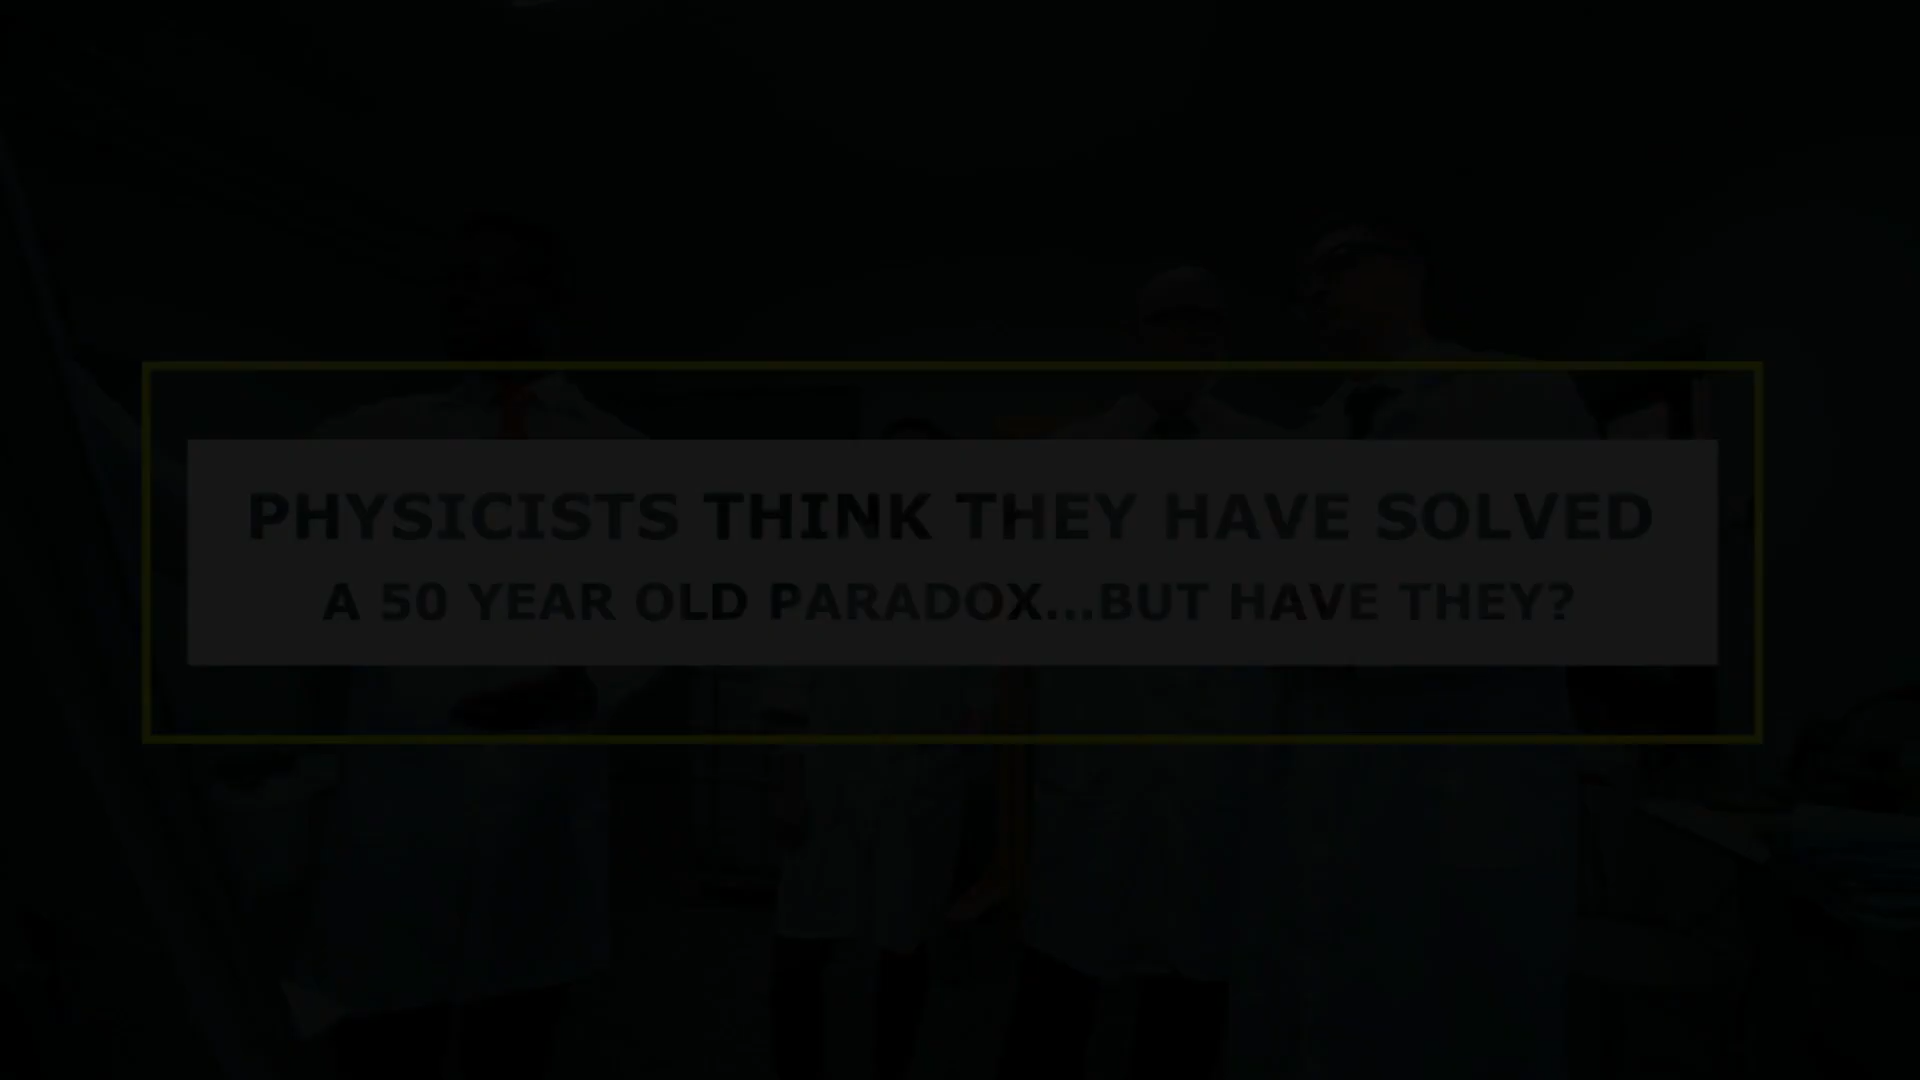 PHYSICISTS THINK THEY HAVE SOLVED
A 50 YEAR OLD PARADOX...BUT HAVE THEY?